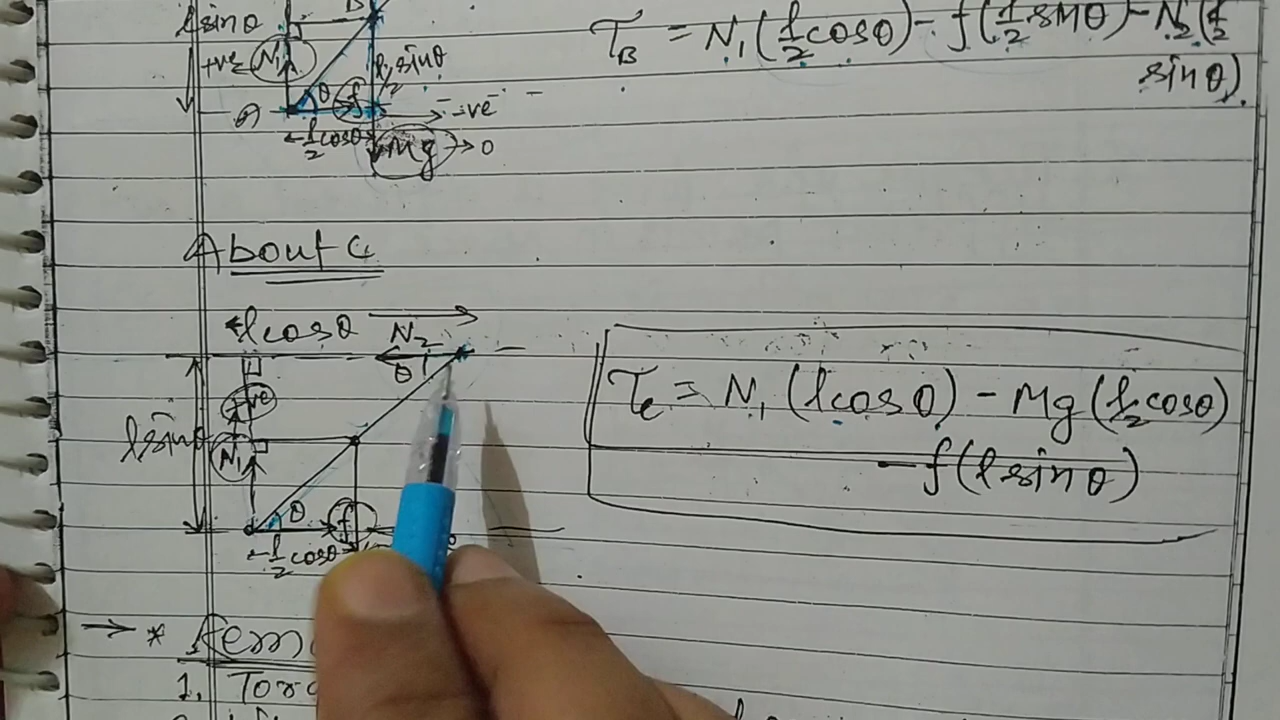 lsinθ
B
τB = N1(l/2 cosθ) - f(l/2 sinθ) - N2(l/2
sinθ).
+ve N1
l/2 sinθ
θ f
-ve
l/2 cosθ
Mg → 0
About C
lcosθ
N2
θ
+ve
τc = N1(lcosθ) - Mg(l/2 cosθ)
- f(lsinθ)
lsinθ
N1
θ f
l/2 cosθ
→ *
1.